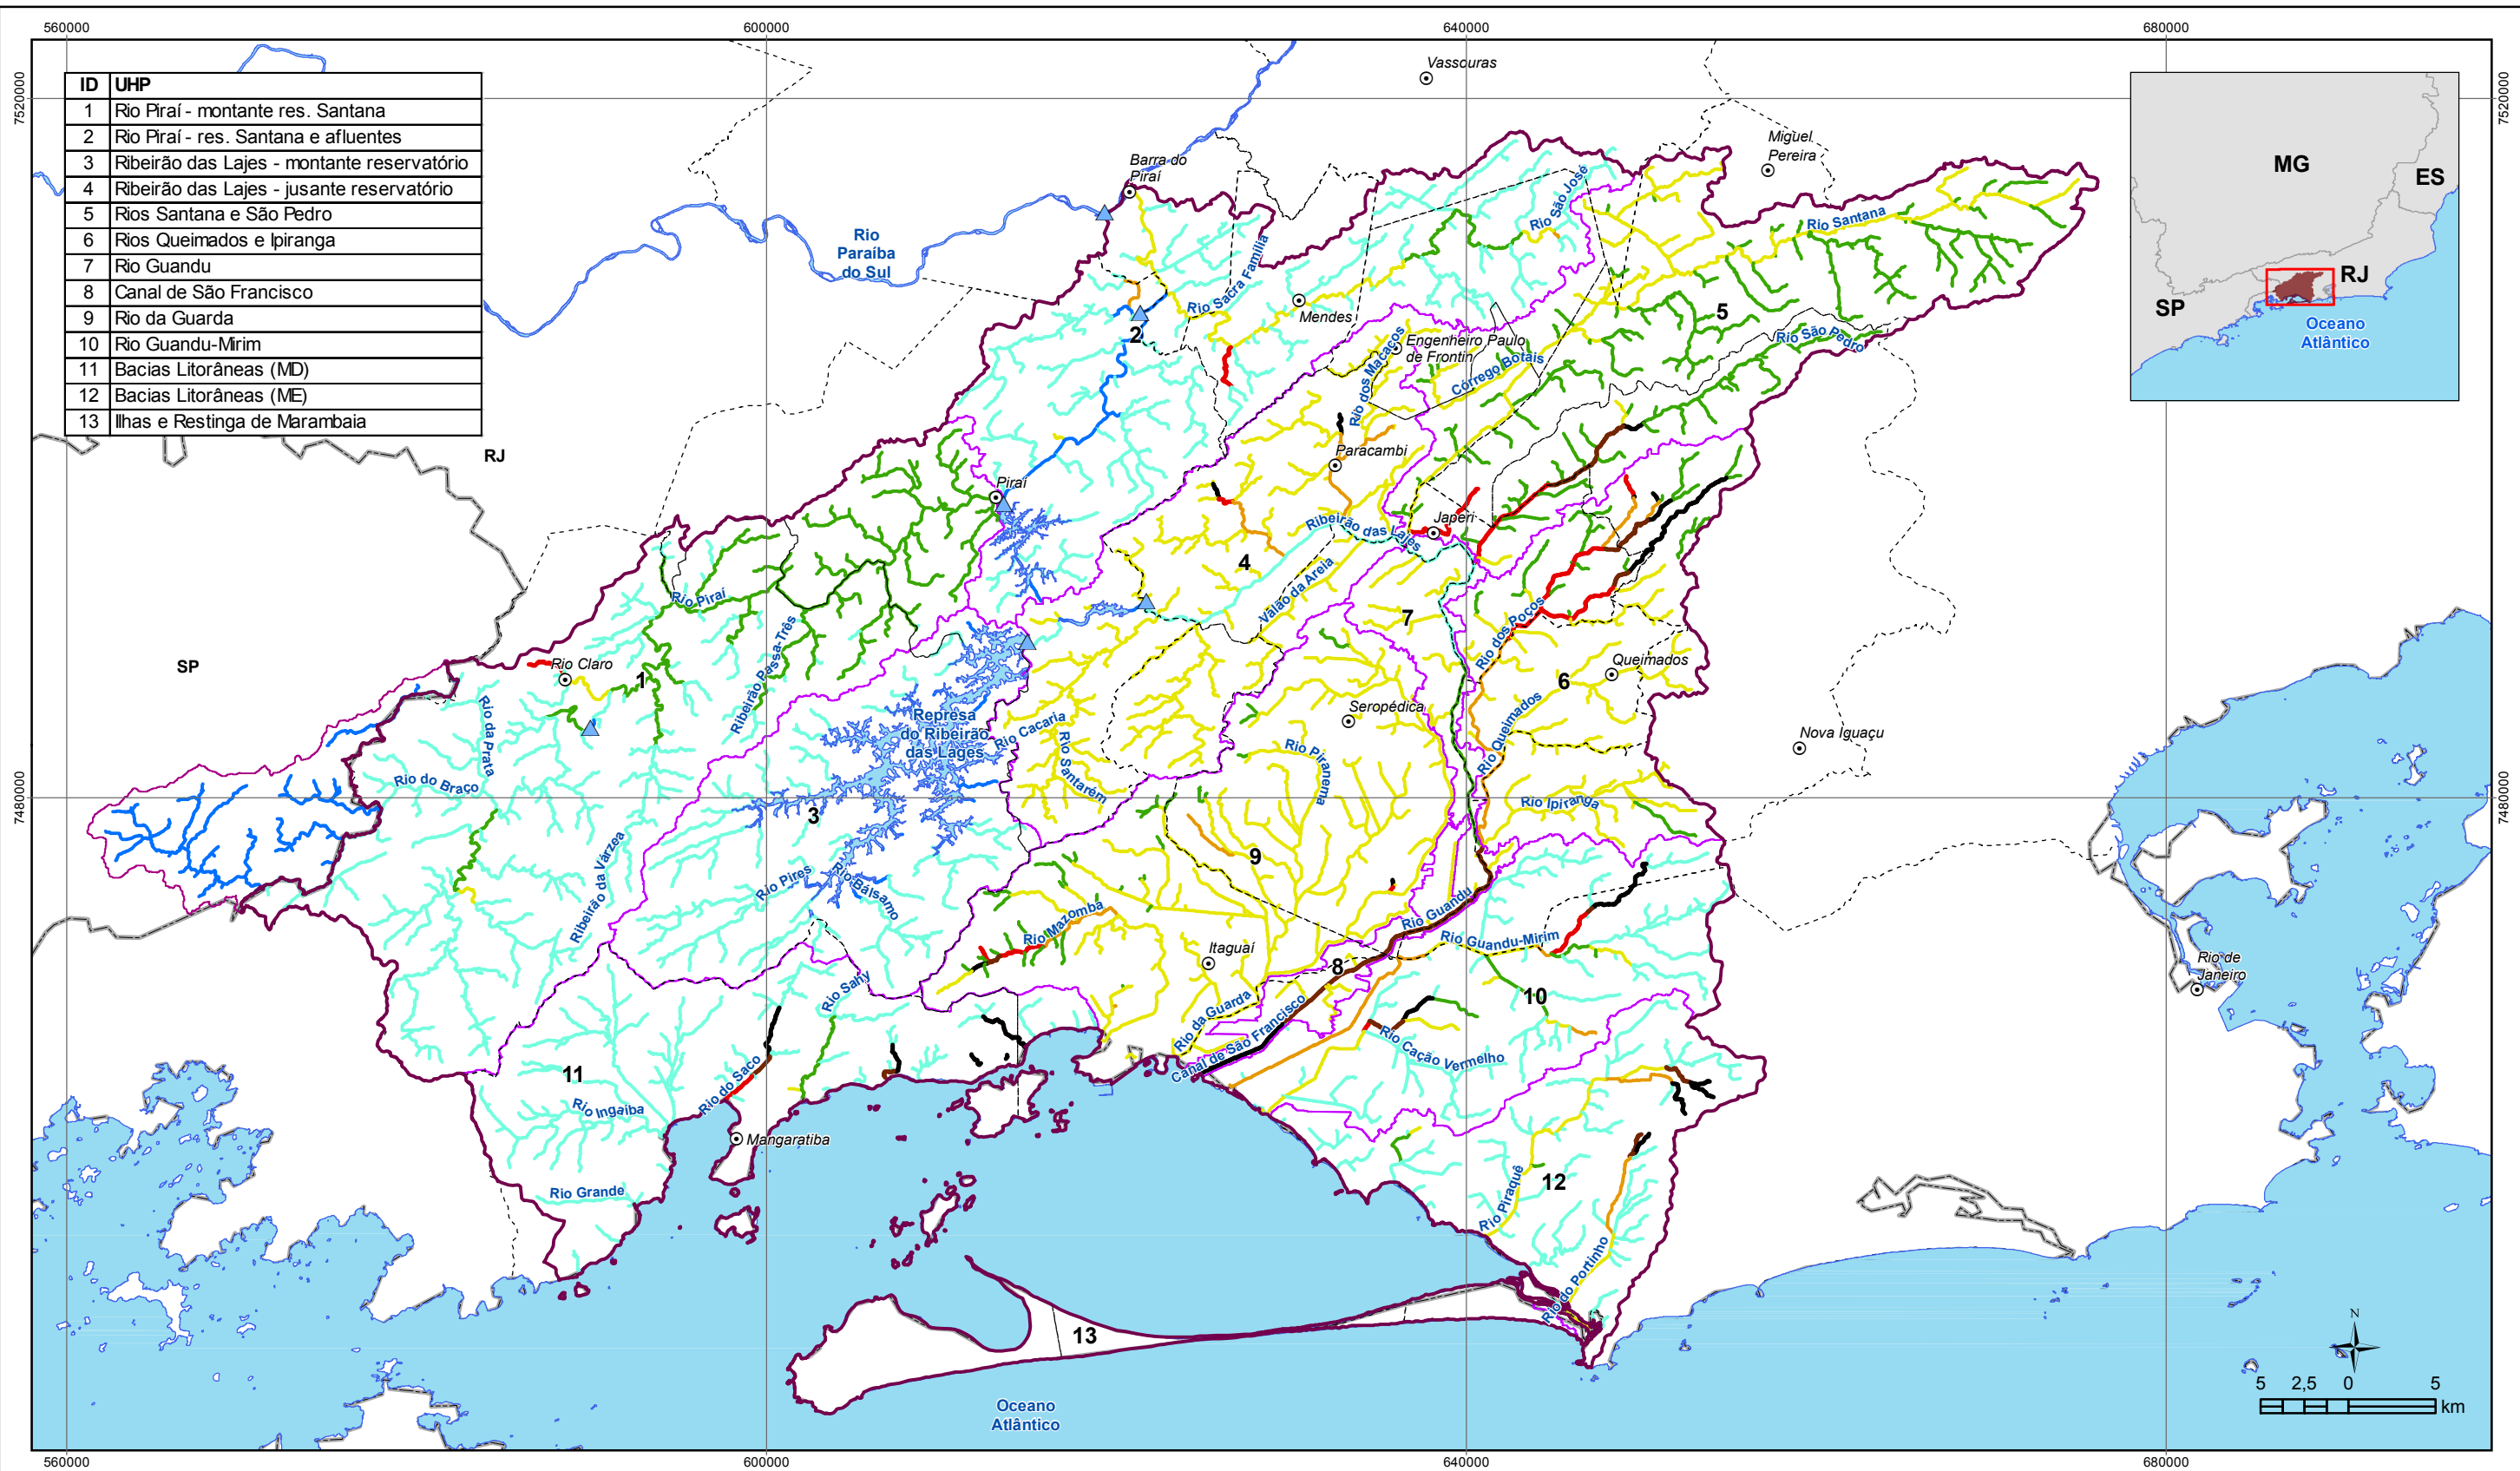 560000
600000
640000
680000
7520000
7520000
7480000
7480000
560000
600000
640000
680000
ID UHP
1 Rio Piraí - montante res. Santana
2 Rio Piraí - res. Santana e afluentes
3 Ribeirão das Lajes - montante reservatório
4 Ribeirão das Lajes - jusante reservatório
5 Rios Santana e São Pedro
6 Rios Queimados e Ipiranga
7 Rio Guandu
8 Canal de São Francisco
9 Rio da Guarda
10 Rio Guandu-Mirim
11 Bacias Litorâneas (MD)
12 Bacias Litorâneas (ME)
13 Ilhas e Restinga de Marambaia
MG
ES
RJ
SP
Oceano
Atlântico
Vassouras
Miguel
Pereira
Barra do
Piraí
Rio
Paraíba
do Sul
Rio São José
Rio Santana
Rio Sacra Família
Mendes
2
5
Rio São Pedro
Engenheiro Paulo
de Frontin
Rio dos Macacos
Córrego Botais
RJ
Paracambi
Piraí
Japeri
Ribeirão das Lajes
4
Valão da Areia
7
Rio Piraí
Ribeirão Passa-Três
Rio dos Poços
SP
Rio Claro
1
Queimados
6
Rio da Prata
Represa
do Ribeirão
das Lages
Seropédica
Rio Queimados
Nova Iguaçu
Rio Cacaria
Rio Santarém
Rio Piranema
Rio do Braço
3
Rio Ipiranga
9
Ribeirão da Várzea
Rio Pires
Rio Bálsamo
Rio Mazomba
Rio Guandu
Rio Guandu-Mirim
Itaguaí
8
Rio de
Janeiro
Rio Sahy
10
Rio da Guarda
Canal de São Francisco
Rio Cação Vermelho
11
Rio do Saco
Rio Ingaíba
Mangaratiba
Rio Grande
12
Rio Piraquê
Rio do Portinho
13
Oceano
Atlântico
N
5 2,5 0 5
km